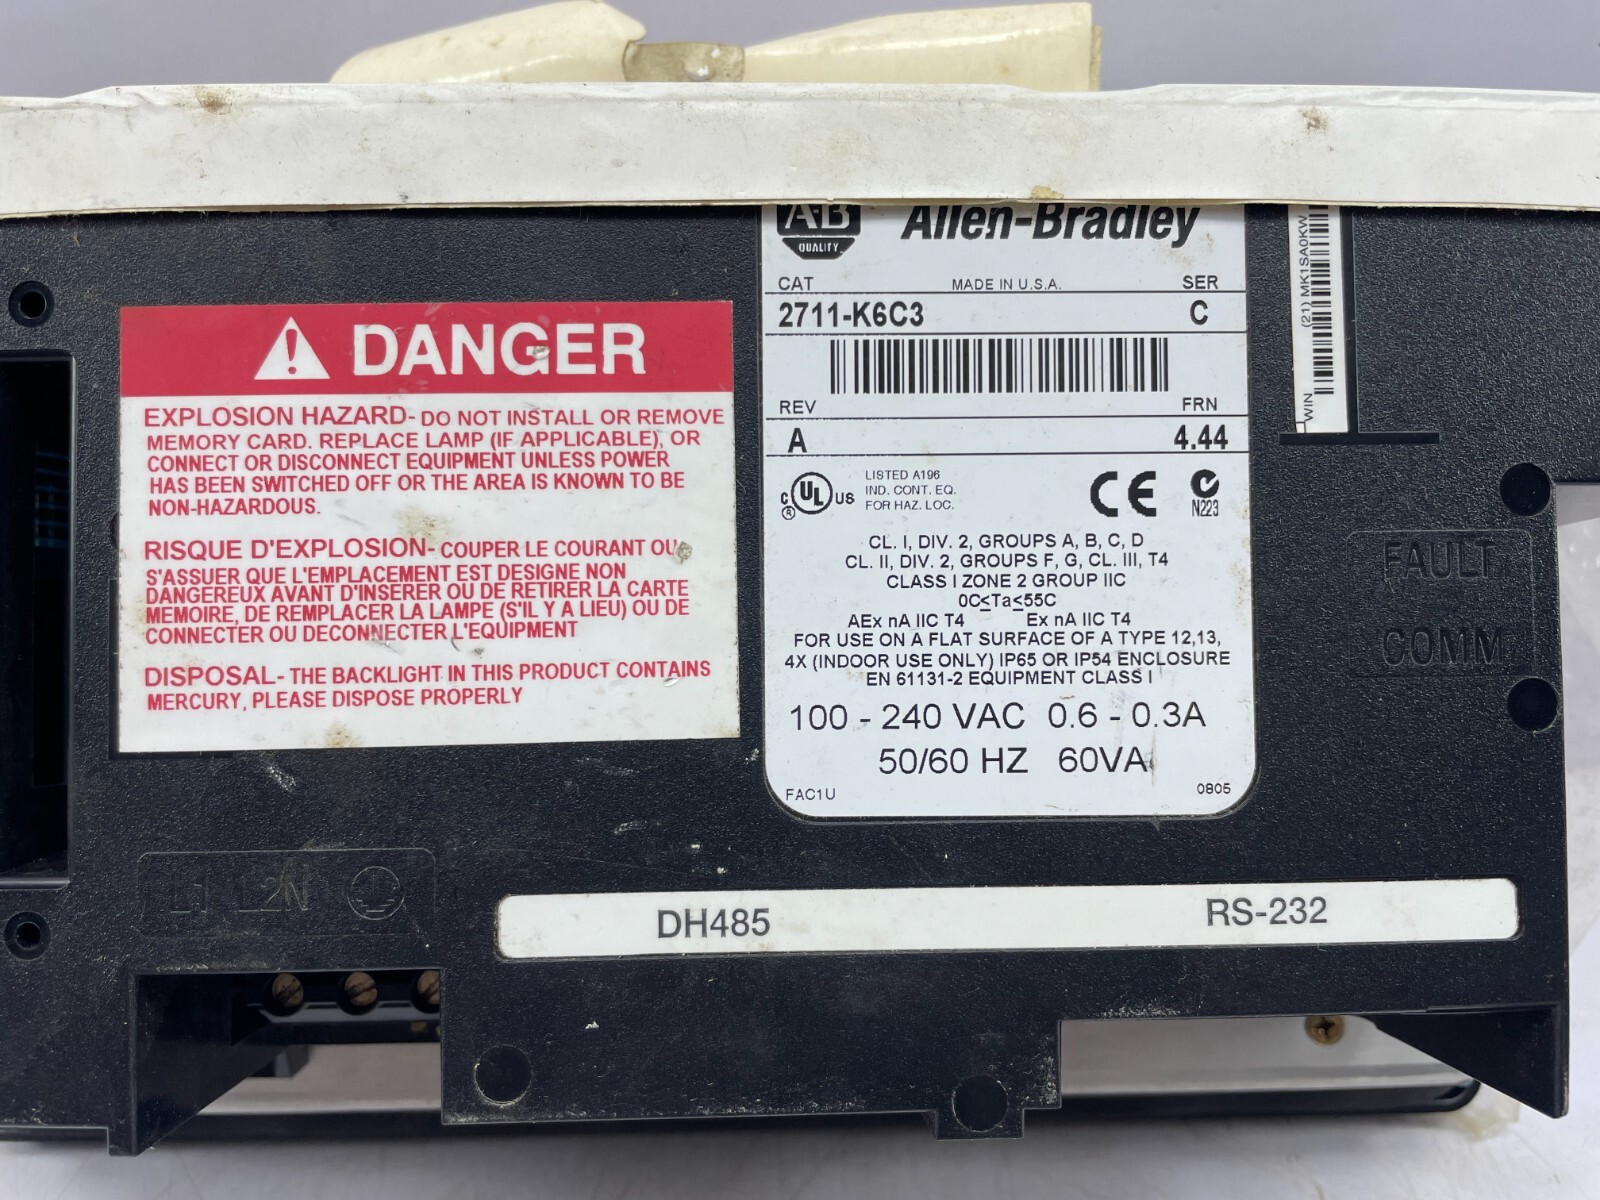 A-B
QUALITY
Allen-Bradley
CAT MADE IN U.S.A. SER
2711-K6C3 C
REV FRN
A 4.44
C UL US
®
LISTED A196
IND. CONT. EQ.
FOR HAZ. LOC.
CE
N223
CL. I, DIV. 2, GROUPS A, B, C, D
CL. II, DIV. 2, GROUPS F, G, CL. III, T4
CLASS I ZONE 2 GROUP IIC
0C≤Ta≤55C
AEx nA IIC T4 Ex nA IIC T4
FOR USE ON A FLAT SURFACE OF A TYPE 12,13,
4X (INDOOR USE ONLY) IP65 OR IP54 ENCLOSURE
EN 61131-2 EQUIPMENT CLASS I
100 - 240 VAC 0.6 - 0.3A
50/60 HZ 60VA
FAC1U 0805
(21) MK1SA0KW
WIN
DANGER
EXPLOSION HAZARD- DO NOT INSTALL OR REMOVE
MEMORY CARD. REPLACE LAMP (IF APPLICABLE), OR
CONNECT OR DISCONNECT EQUIPMENT UNLESS POWER
HAS BEEN SWITCHED OFF OR THE AREA IS KNOWN TO BE
NON-HAZARDOUS.
RISQUE D'EXPLOSION- COUPER LE COURANT OU
S'ASSUER QUE L'EMPLACEMENT EST DESIGNE NON
DANGEREUX AVANT D'INSERER OU DE RETIRER LA CARTE
MEMOIRE, DE REMPLACER LA LAMPE (S'IL Y A LIEU) OU DE
CONNECTER OU DECONNECTER L'EQUIPMENT
DISPOSAL- THE BACKLIGHT IN THIS PRODUCT CONTAINS
MERCURY, PLEASE DISPOSE PROPERLY
FAULT
COMM
L1 L2N
DH485 RS-232